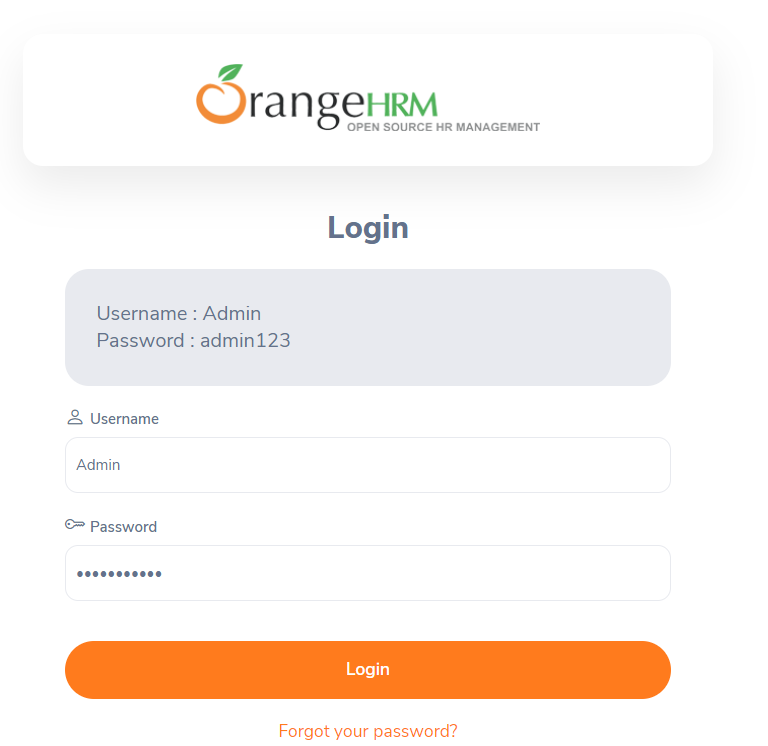 OrangeHRM
OPEN SOURCE HR MANAGEMENT
Login
Username : Admin
Password : admin123
Username
Admin
Password
•••••••••••
Login
Forgot your password?